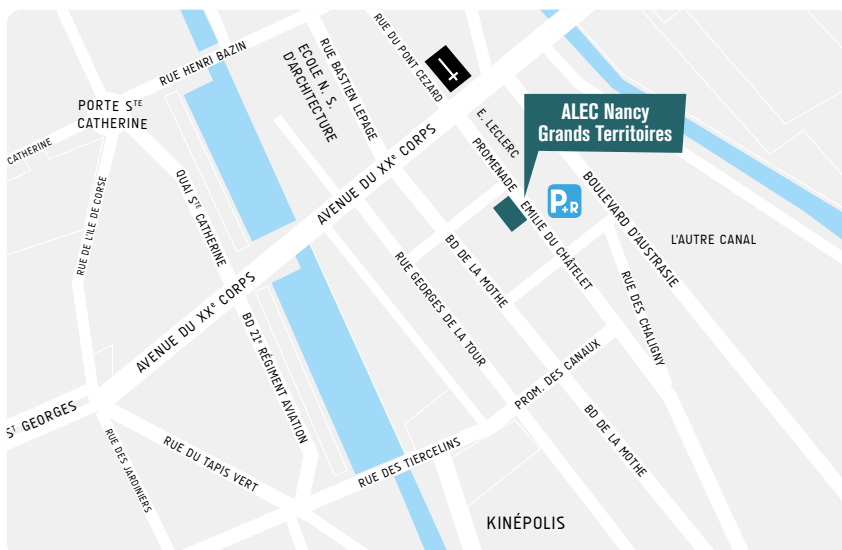 RUE HENRI BAZIN
ECOLE N. S.
D'ARCHITECTURE
RUE BASTIEN LEPAGE
RUE DU PONT CEZARD
PORTE STE
CATHERINE
CATHERINE
E. LECLERC
ALEC Nancy
Grands Territoires
AVENUE DU XXe CORPS
PROMENADE EMILIE DU CHÂTELET
P+R
BOULEVARD D'AUSTRASIE
L'AUTRE CANAL
RUE DE L'ILE DE CORSE
QUAI STE CATHERINE
BD DE LA MOTHE
RUE GEORGES DE LA TOUR
RUE DES CHALIGNY
AVENUE DU XXe CORPS
BD 21e RÉGIMENT AVIATION
PROM. DES CANAUX
ST GEORGES
RUE DES JARDINIERS
RUE DU TAPIS VERT
RUE DES TIERCELINS
BD DE LA MOTHE
KINÉPOLIS